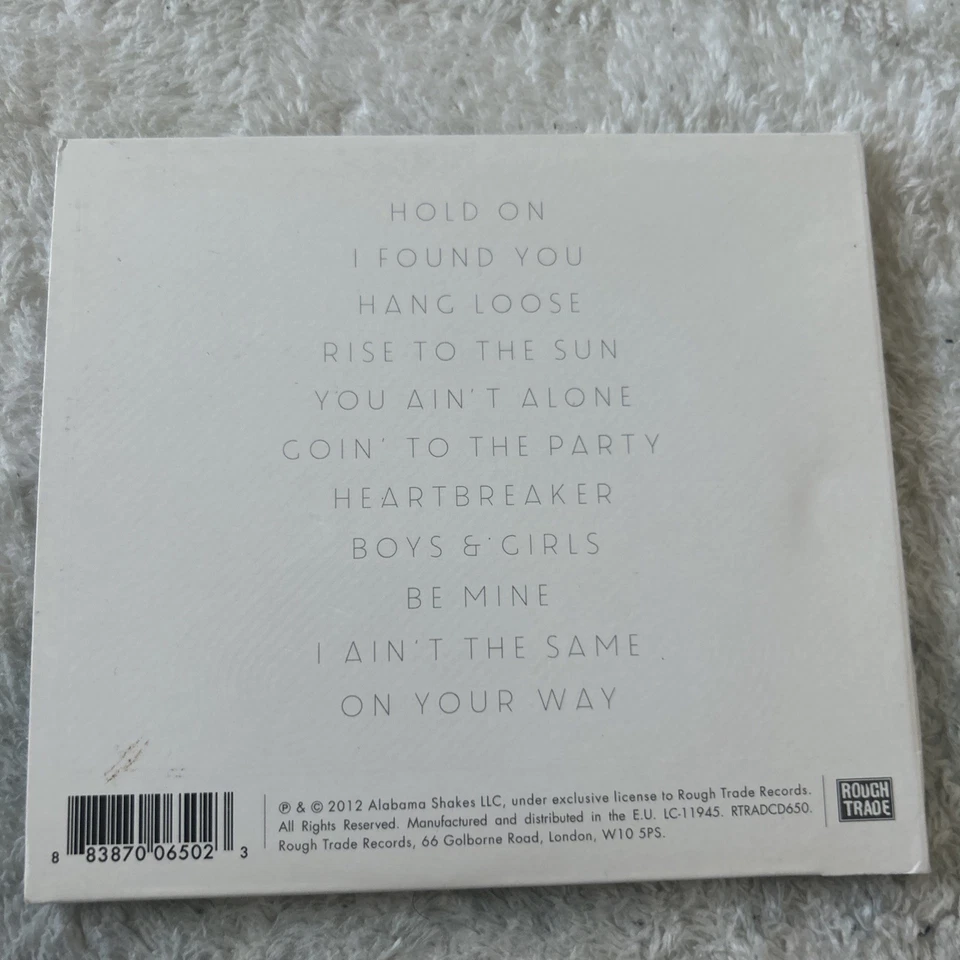 HOLD ON
I FOUND YOU
HANG LOOSE
RISE TO THE SUN
YOU AIN'T ALONE
GOIN' TO THE PARTY
HEARTBREAKER
BOYS & GIRLS
BE MINE
I AIN'T THE SAME
ON YOUR WAY
8 83870 06502 3
℗ & © 2012 Alabama Shakes LLC, under exclusive license to Rough Trade Records.
All Rights Reserved. Manufactured and distributed in the E.U. LC-11945. RTRADCD650.
Rough Trade Records, 66 Golborne Road, London, W10 5PS.
ROUGH
TRADE